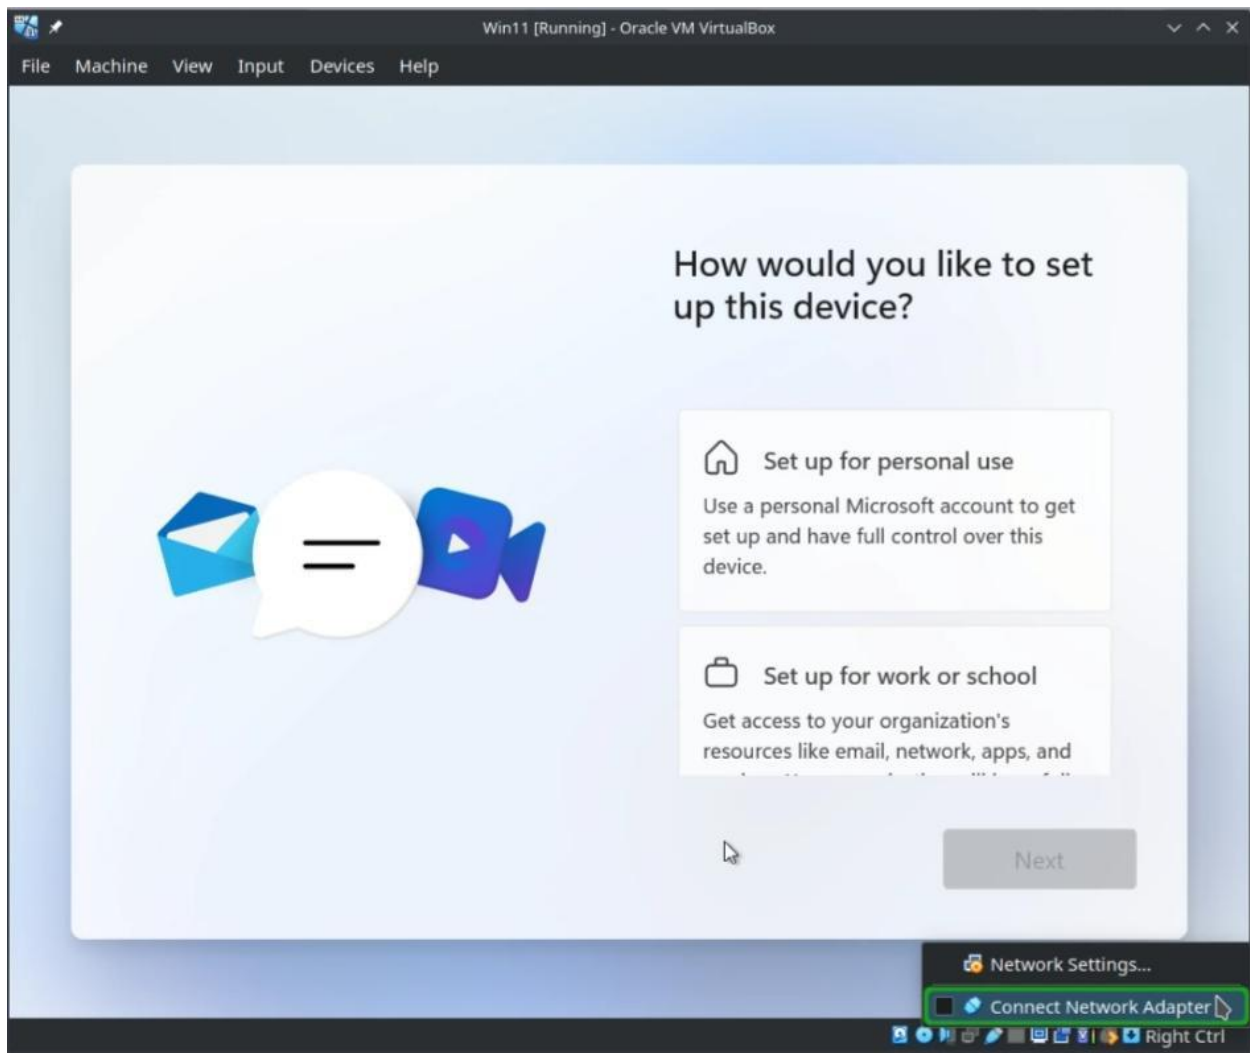 Win11 [Running] - Oracle VM VirtualBox
File Machine View Input Devices Help
How would you like to set
up this device?
Set up for personal use
Use a personal Microsoft account to get
set up and have full control over this
device.
Set up for work or school
Get access to your organization's
resources like email, network, apps, and
Next
Network Settings...
Connect Network Adapter
Right Ctrl